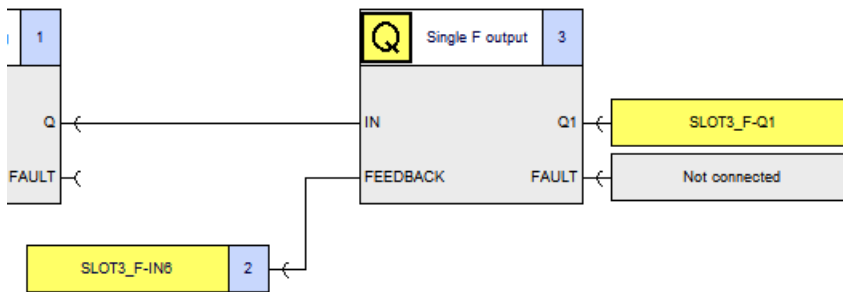 1
Q
Single F output
3
Q
IN
Q1
SLOT3_F-Q1
FAULT
FEEDBACK
FAULT
Not connected
SLOT3_F-IN6
2